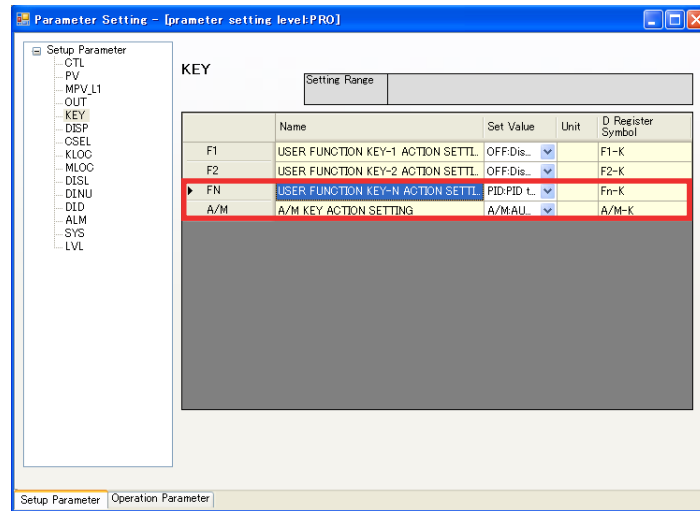 Parameter Setting - [prameter setting level:PRO]
Setup Parameter
CTL
PV
MPV_L1
OUT
KEY
DISP
CSEL
KLOC
MLOC
DISL
DINU
DID
ALM
SYS
LVL
KEY
Setting Range
Name Set Value Unit D Register Symbol
F1 USER FUNCTION KEY-1 ACTION SETTI.. OFF:Dis... F1-K
F2 USER FUNCTION KEY-2 ACTION SETTI.. OFF:Dis... F2-K
FN USER FUNCTION KEY-N ACTION SETTI.. PID:PID t... Fn-K
A/M A/M KEY ACTION SETTING A/M:AU... A/M-K
Setup Parameter Operation Parameter